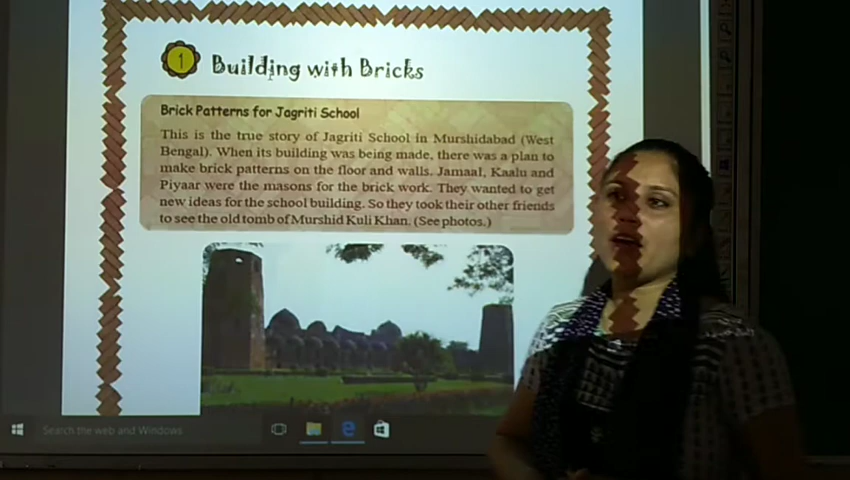 1
Building with Bricks
Brick Patterns for Jagriti School
This is the true story of Jagriti School in Murshidabad (West
Bengal). When its building was being made, there was a plan to
make brick patterns on the floor and walls. Jamaal, Kaalu and
Piyaar were the masons for the brick work. They wanted to get
new ideas for the school building. So they took their other friends
to see the old tomb of Murshid Kuli Khan. (See photos.)
Search the web and Windows